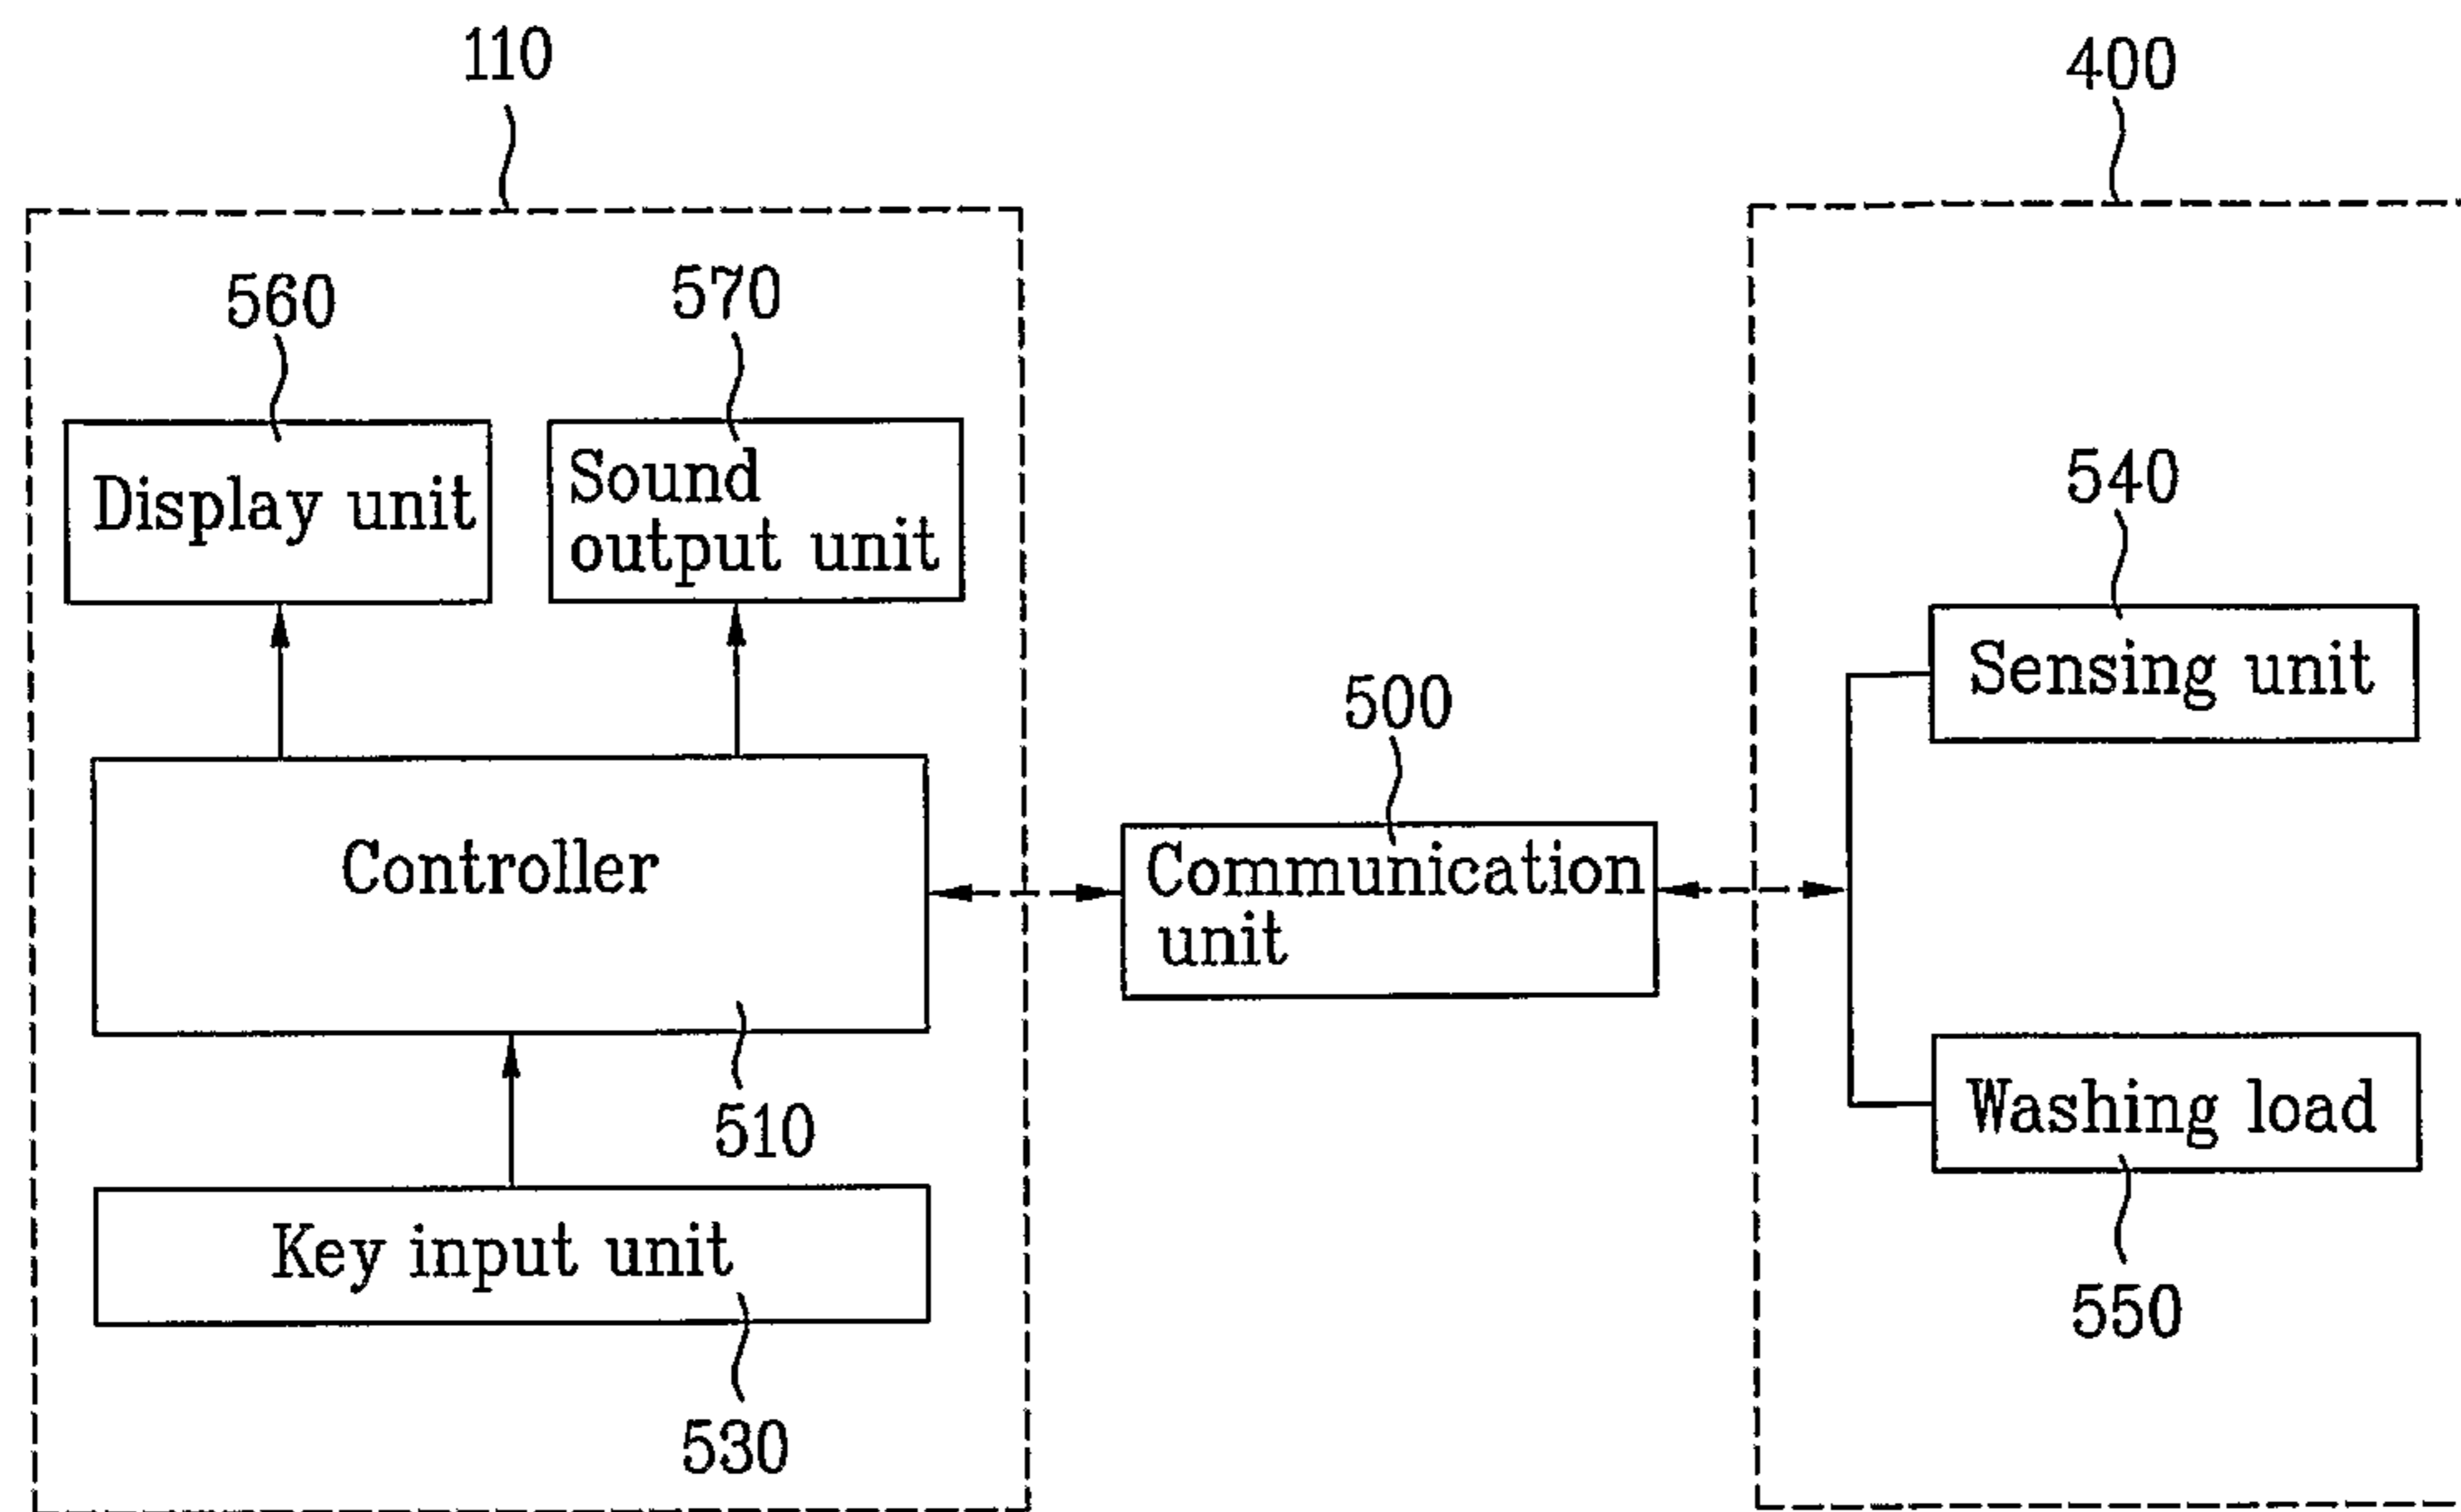 110
400
560
570
Display unit
Sound
output unit
540
Sensing unit
500
Controller
Communication
unit
510
Washing load
Key input unit
550
530